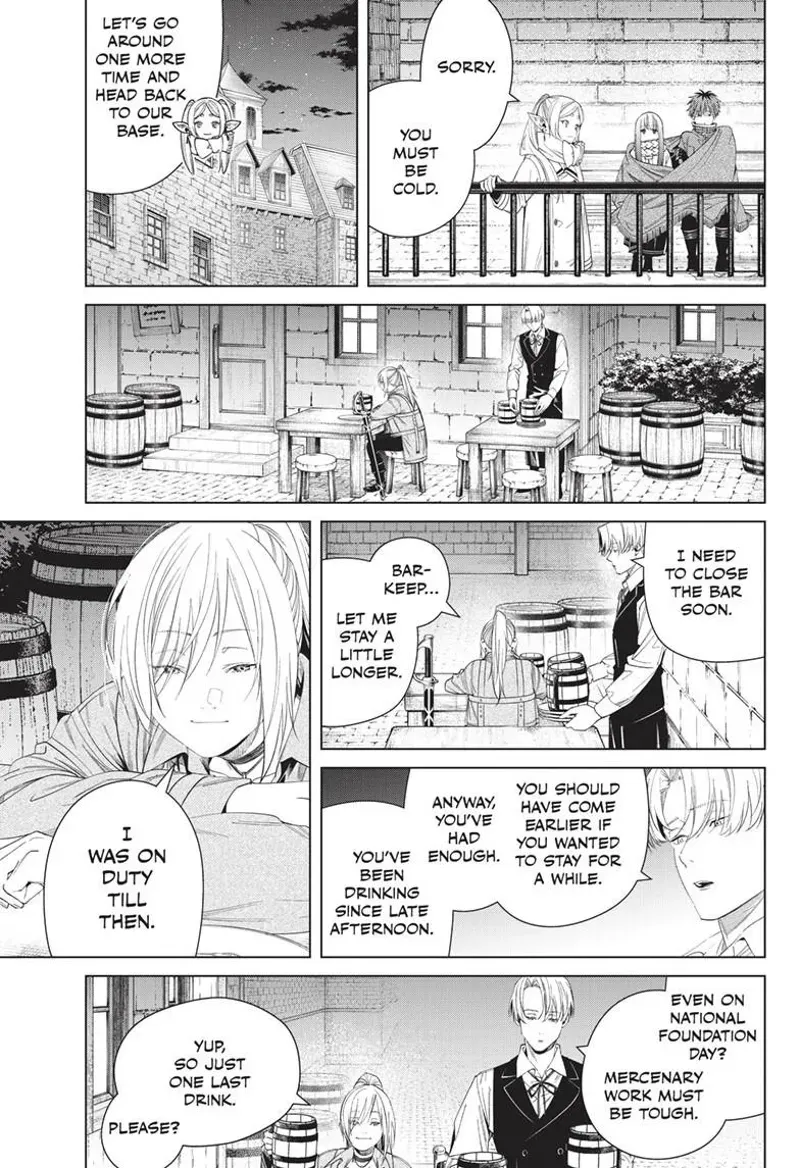 SORRY.
YOU
MUST
BE
COLD.
LET'S GO
AROUND
ONE MORE
TIME AND
HEAD BACK
TO OUR
BASE.
I NEED
TO CLOSE
THE BAR
SOON.
BAR-
KEEP...
LET ME
STAY A
LITTLE
LONGER.
I
WAS ON
DUTY
TILL
THEN.
YOU SHOULD
HAVE COME
EARLIER IF
YOU WANTED
TO STAY FOR
A WHILE.
ANYWAY,
YOU'VE
HAD
ENOUGH.
YOU'VE
BEEN
DRINKING
SINCE LATE
AFTERNOON.
EVEN ON
NATIONAL
FOUNDATION
DAY?
MERCENARY
WORK MUST
BE TOUGH.
YUP,
SO JUST
ONE LAST
DRINK.
PLEASE?